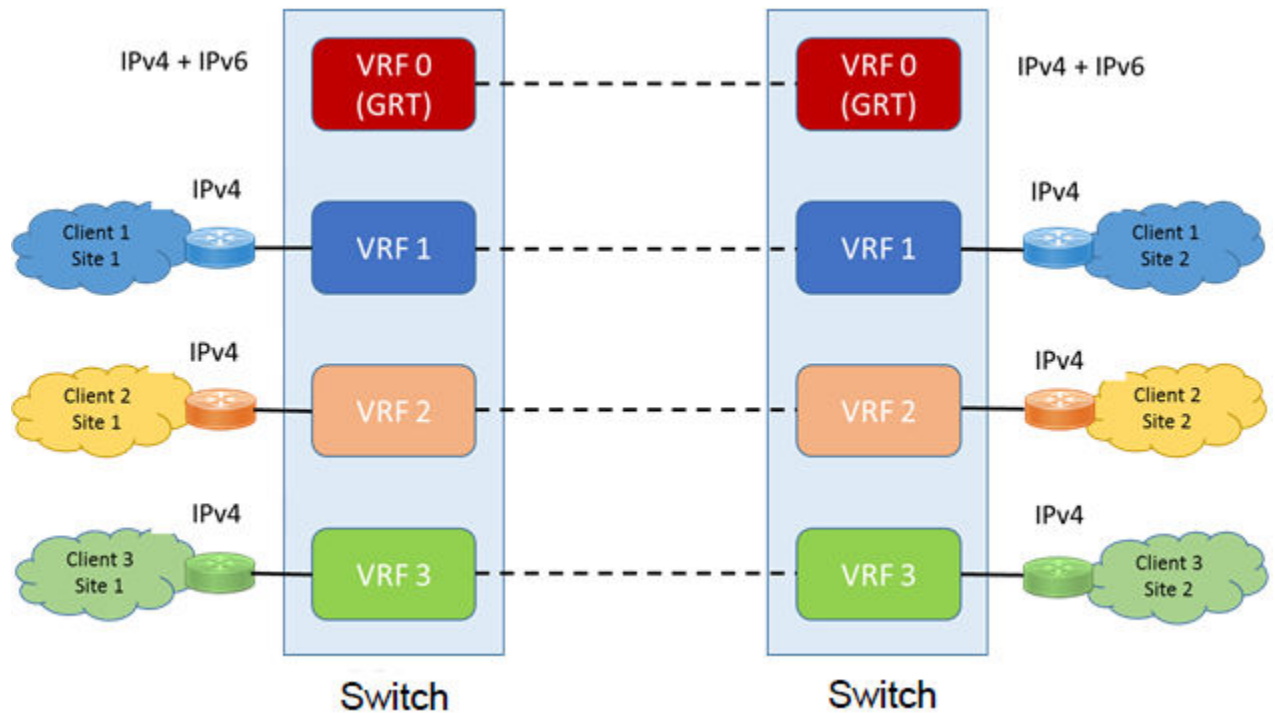 IPv4 + IPv6
VRF 0
(GRT)
VRF 0
(GRT)
IPv4 + IPv6
IPv4
Client 1
Site 1
VRF 1
VRF 1
IPv4
Client 1
Site 2
IPv4
Client 2
Site 1
VRF 2
VRF 2
IPv4
Client 2
Site 2
IPv4
Client 3
Site 1
VRF 3
VRF 3
IPv4
Client 3
Site 2
Switch
Switch